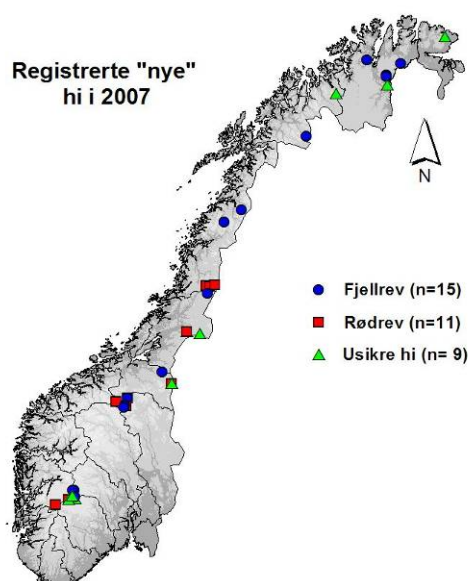 Registrerte "nye"
hi i 2007
N
Fjellrev (n=15)
Rødrev (n=11)
Usikre hi (n= 9)